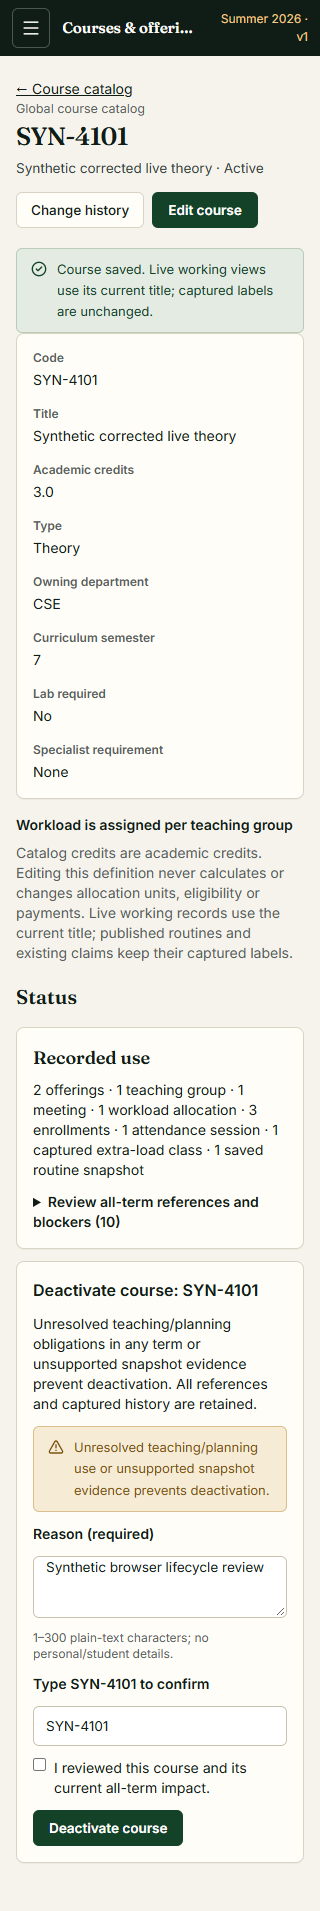 Courses & offeri...
Summer 2026 ·
v1
← Course catalog
Global course catalog
SYN-4101
Synthetic corrected live theory · Active
Change history
Edit course
Course saved. Live working views
use its current title; captured labels
are unchanged.
Code
SYN-4101
Title
Synthetic corrected live theory
Academic credits
3.0
Type
Theory
Owning department
CSE
Curriculum semester
7
Lab required
No
Specialist requirement
None
Workload is assigned per teaching group
Catalog credits are academic credits.
Editing this definition never calculates or
changes allocation units, eligibility or
payments. Live working records use the
current title; published routines and
existing claims keep their captured labels.
Status
Recorded use
2 offerings · 1 teaching group · 1
meeting · 1 workload allocation · 3
enrollments · 1 attendance session · 1
captured extra-load class · 1 saved
routine snapshot
▶ Review all-term references and
blockers (10)
Deactivate course: SYN-4101
Unresolved teaching/planning
obligations in any term or
unsupported snapshot evidence
prevent deactivation. All references
and captured history are retained.
Unresolved teaching/planning
use or unsupported snapshot
evidence prevents deactivation.
Reason (required)
Synthetic browser lifecycle review
1–300 plain-text characters; no
personal/student details.
Type SYN-4101 to confirm
SYN-4101
I reviewed this course and its
current all-term impact.
Deactivate course